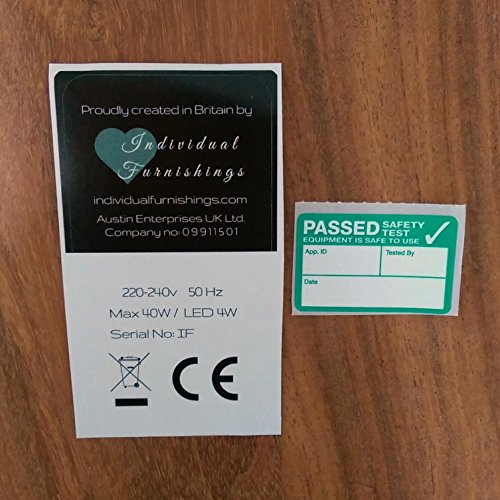 Proudly created in Britain by
Individual
Furnishings
individualfurnishings.com
Austin Enterprises UK Ltd.
Company no: 09911501
220-240v 50 Hz
Max 40W / LED 4W
Serial No: IF
CE
PASSED SAFETY TEST
EQUIPMENT IS SAFE TO USE
App. ID
Tested By
Date